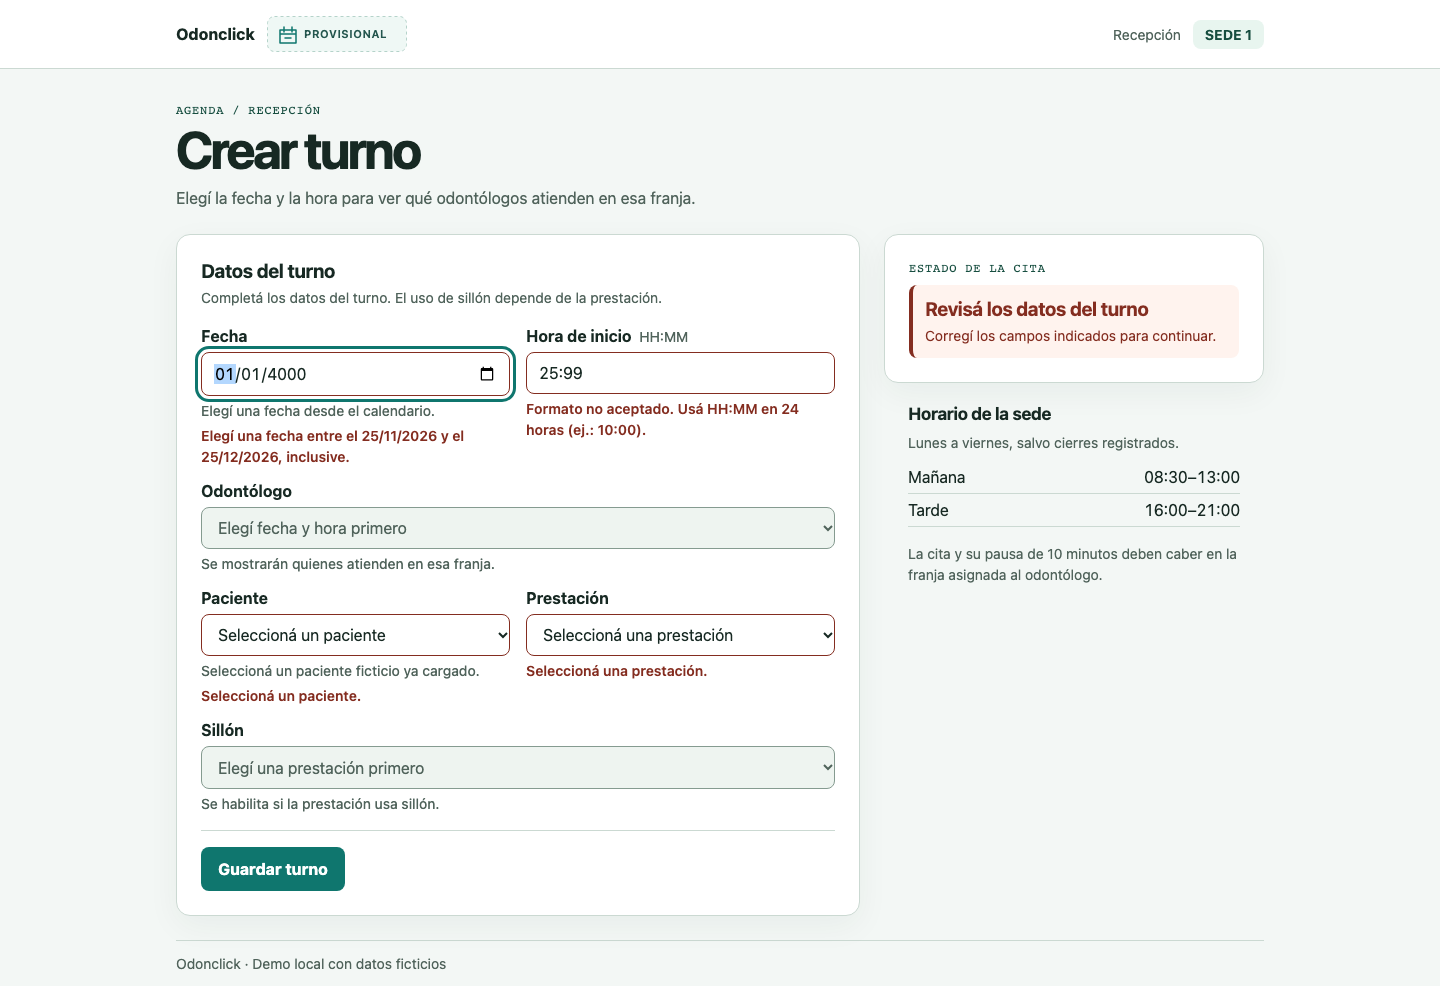 Odonclick
PROVISIONAL
Recepción
SEDE 1
AGENDA / RECEPCIÓN
Crear turno
Elegí la fecha y la hora para ver qué odontólogos atienden en esa franja.
Datos del turno
Completá los datos del turno. El uso de sillón depende de la prestación.
Fecha
01/01/4000
Elegí una fecha desde el calendario.
Elegí una fecha entre el 25/11/2026 y el
25/12/2026, inclusive.
Hora de inicio HH:MM
25:99
Formato no aceptado. Usá HH:MM en 24
horas (ej.: 10:00).
Odontólogo
Elegí fecha y hora primero
Se mostrarán quienes atienden en esa franja.
Paciente
Seleccioná un paciente
Seleccioná un paciente ficticio ya cargado.
Seleccioná un paciente.
Prestación
Seleccioná una prestación
Seleccioná una prestación.
Sillón
Elegí una prestación primero
Se habilita si la prestación usa sillón.
Guardar turno
ESTADO DE LA CITA
Revisá los datos del turno
Corregí los campos indicados para continuar.
Horario de la sede
Lunes a viernes, salvo cierres registrados.
Mañana 08:30–13:00
Tarde 16:00–21:00
La cita y su pausa de 10 minutos deben caber en la
franja asignada al odontólogo.
Odonclick · Demo local con datos ficticios